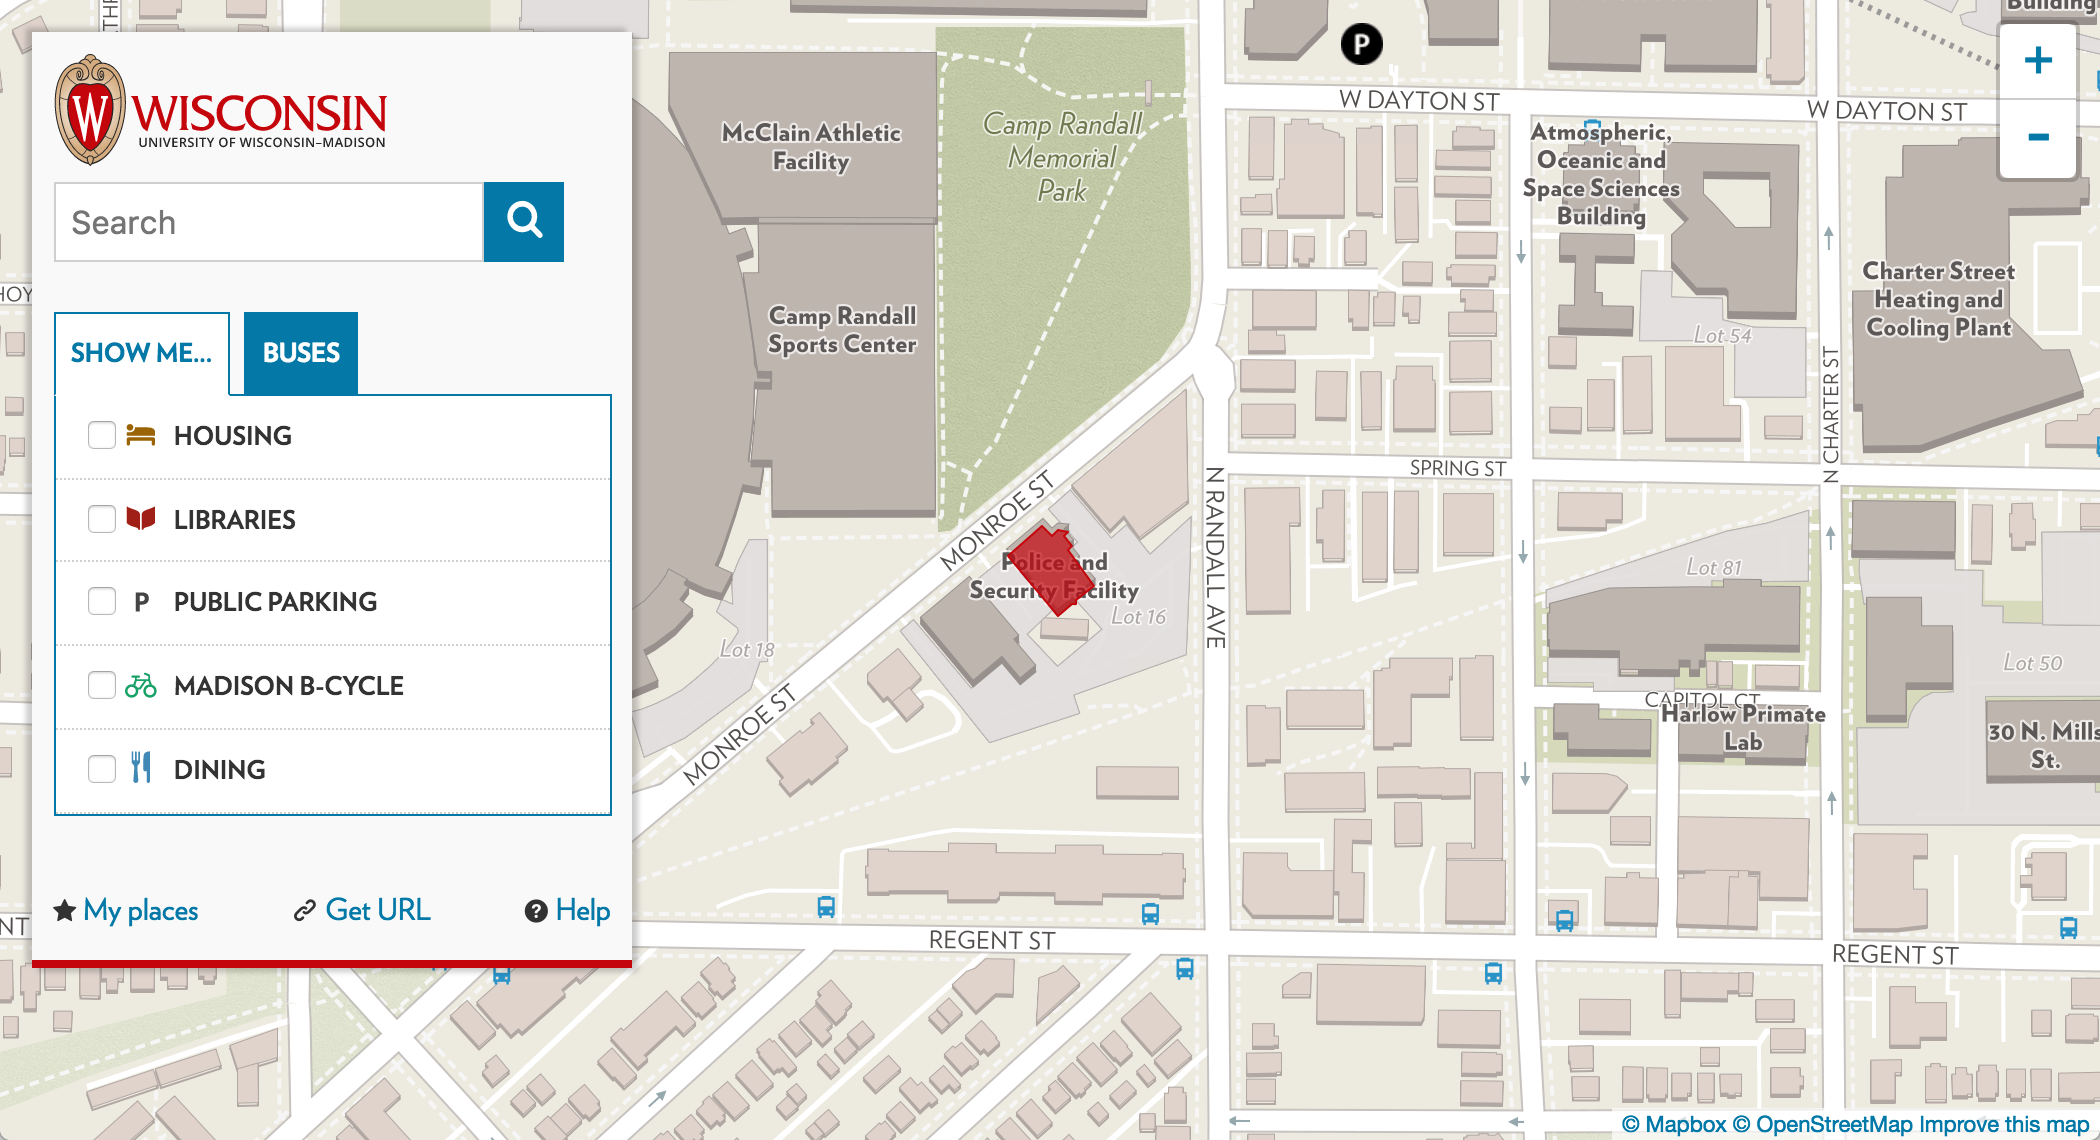 W
WISCONSIN
UNIVERSITY OF WISCONSIN–MADISON
Search
SHOW ME...
BUSES
HOUSING
LIBRARIES
P PUBLIC PARKING
MADISON B-CYCLE
DINING
My places
Get URL
? Help
McClain Athletic
Facility
Camp Randall
Memorial
Park
Camp Randall
Sports Center
P
W DAYTON ST
W DAYTON ST
Building
+
-
Atmospheric,
Oceanic and
Space Sciences
Building
Charter Street
Heating and
Cooling Plant
Lot 54
N CHARTER ST
SPRING ST
MONROE ST
N RANDALL AVE
Police and
Security Facility
Lot 16
Lot 18
MONROE ST
Lot 81
Lot 50
CAPITOL CT
Harlow Primate
Lab
30 N. Mills
St.
REGENT ST
REGENT ST
© Mapbox © OpenStreetMap Improve this map